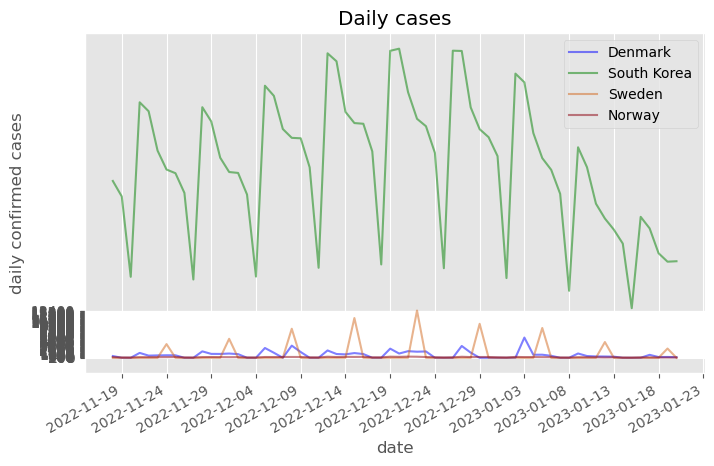 Daily cases
Denmark
South Korea
Sweden
Norway
daily confirmed cases
2022-11-19
2022-11-24
2022-11-29
2022-12-04
2022-12-09
2022-12-14
2022-12-19
2022-12-24
2022-12-29
2023-01-03
2023-01-08
2023-01-13
2023-01-18
2023-01-23
date